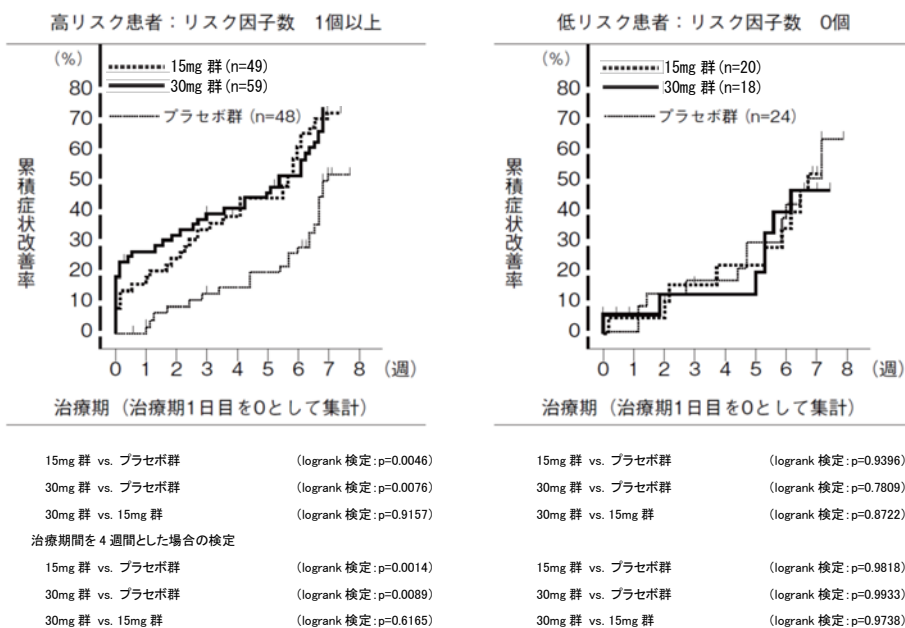 高リスク患者：リスク因子数　1個以上
(%)
15mg 群(n=49)
30mg 群(n=59)
プラセボ群 (n=48)
80
70
60
50
40
30
20
10
0
累積症状改善率
0 1 2 3 4 5 6 7 8 (週)
治療期（治療期1日目を0として集計）
15mg 群 vs. プラセボ群 (logrank 検定:p=0.0046)
30mg 群 vs. プラセボ群 (logrank 検定:p=0.0076)
30mg 群 vs. 15mg 群 (logrank 検定:p=0.9157)
治療期間を4週間とした場合の検定
15mg 群 vs. プラセボ群 (logrank 検定:p=0.0014)
30mg 群 vs. プラセボ群 (logrank 検定:p=0.0089)
30mg 群 vs. 15mg 群 (logrank 検定:p=0.6165)
低リスク患者：リスク因子数　0個
(%)
15mg 群(n=20)
30mg 群(n=18)
プラセボ群 (n=24)
80
70
60
50
40
30
20
10
0
累積症状改善率
0 1 2 3 4 5 6 7 8 (週)
治療期（治療期1日目を0として集計）
15mg 群 vs. プラセボ群 (logrank 検定:p=0.9396)
30mg 群 vs. プラセボ群 (logrank 検定:p=0.7809)
30mg 群 vs. 15mg 群 (logrank 検定:p=0.8722)
15mg 群 vs. プラセボ群 (logrank 検定:p=0.9818)
30mg 群 vs. プラセボ群 (logrank 検定:p=0.9933)
30mg 群 vs. 15mg 群 (logrank 検定:p=0.9738)